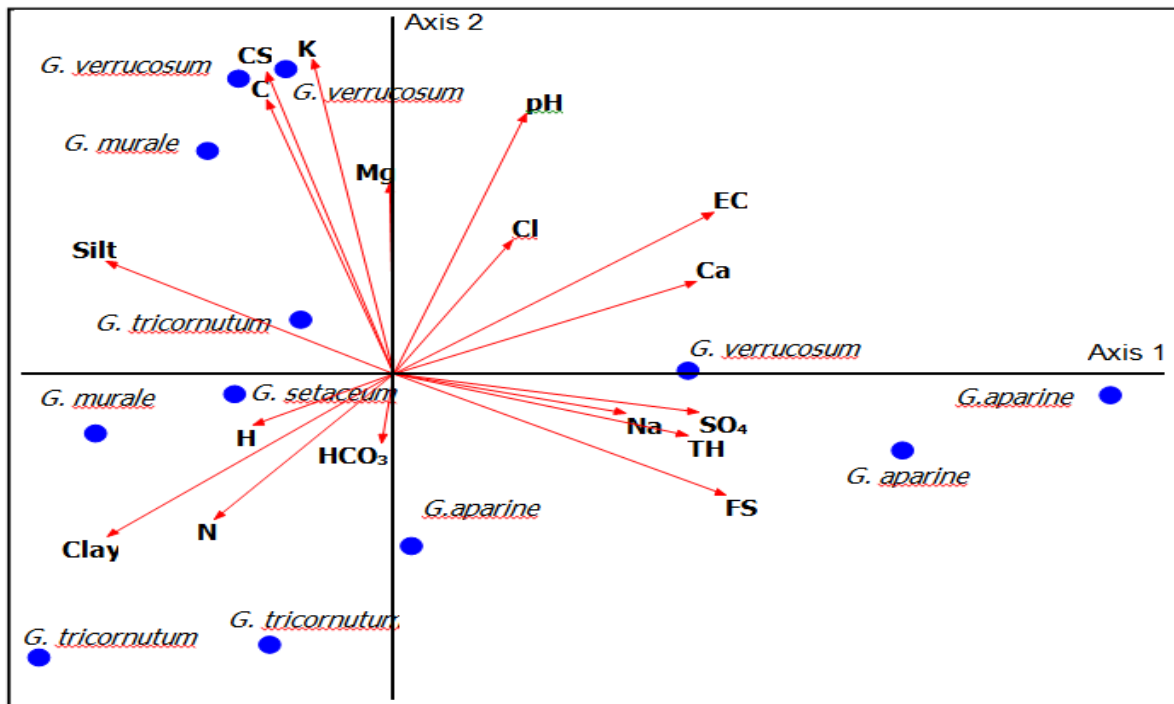 Axis 2
CS
K
G. verrucosum
C
G. verrucosum
pH
G. murale
Mg
EC
Cl
Silt
Ca
G. tricornutum
G. verrucosum
Axis 1
G. murale
G. setaceum
G.aparine
H
Na
SO₄
HCO₃
TH
G. aparine
FS
G.aparine
N
Clay
G. tricornutum
G. tricornutum